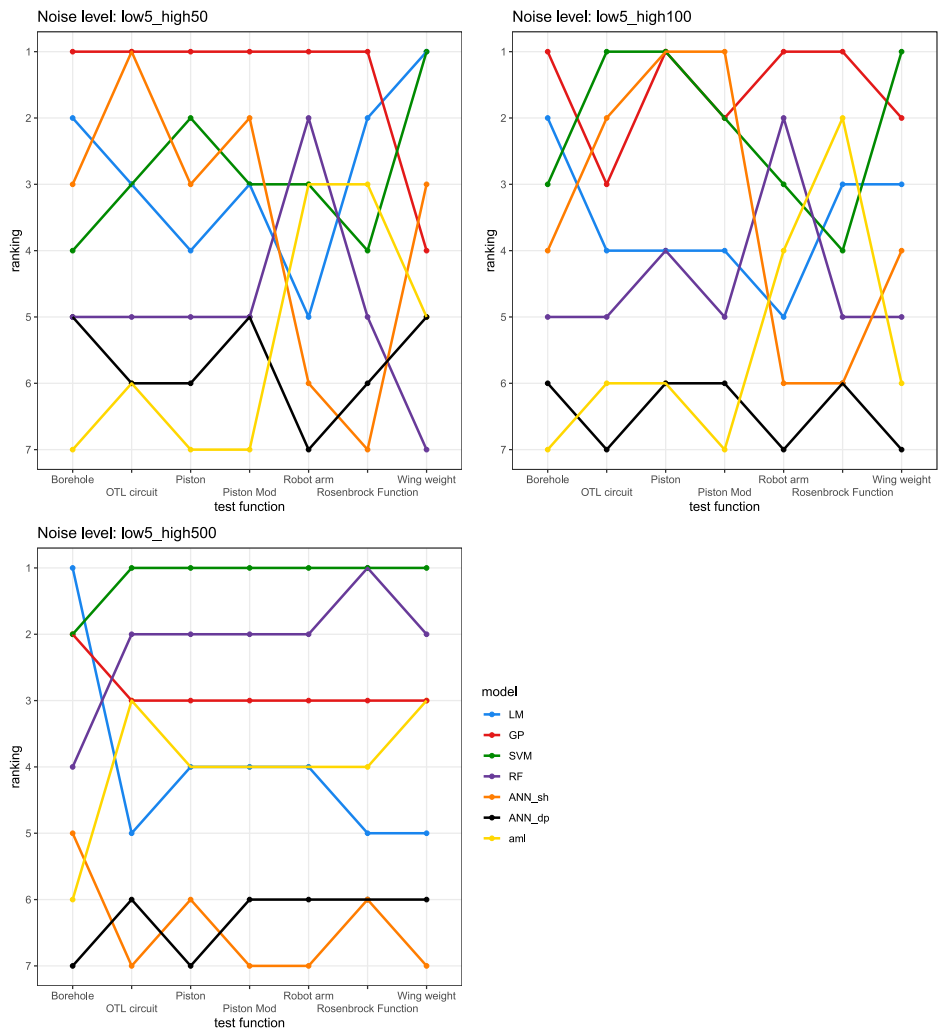 Noise level: low5_high50
1
2
3
4
5
6
7
ranking
Borehole
OTL circuit
Piston
Piston Mod
Robot arm
Rosenbrock Function
Wing weight
test function
Noise level: low5_high100
1
2
3
4
5
6
7
ranking
Borehole
OTL circuit
Piston
Piston Mod
Robot arm
Rosenbrock Function
Wing weight
test function
Noise level: low5_high500
1
2
3
4
5
6
7
ranking
Borehole
OTL circuit
Piston
Piston Mod
Robot arm
Rosenbrock Function
Wing weight
test function
model
LM
GP
SVM
RF
ANN_sh
ANN_dp
aml